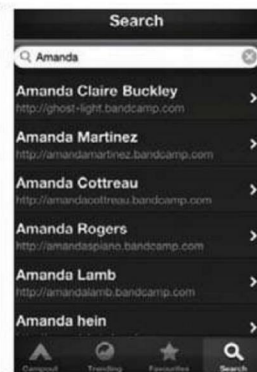 Search
Amanda
Amanda Claire Buckley
http://ghost-light.bandcamp.com
Amanda Martinez
http://amandamartinez.bandcamp.com
Amanda Cottreau
http://amandacottreau.bandcamp.com
Amanda Rogers
http://amandaspiano.bandcamp.com
Amanda Lamb
http://amandalamb.bandcamp.com
Amanda hein
Campout Trending Favourites Search